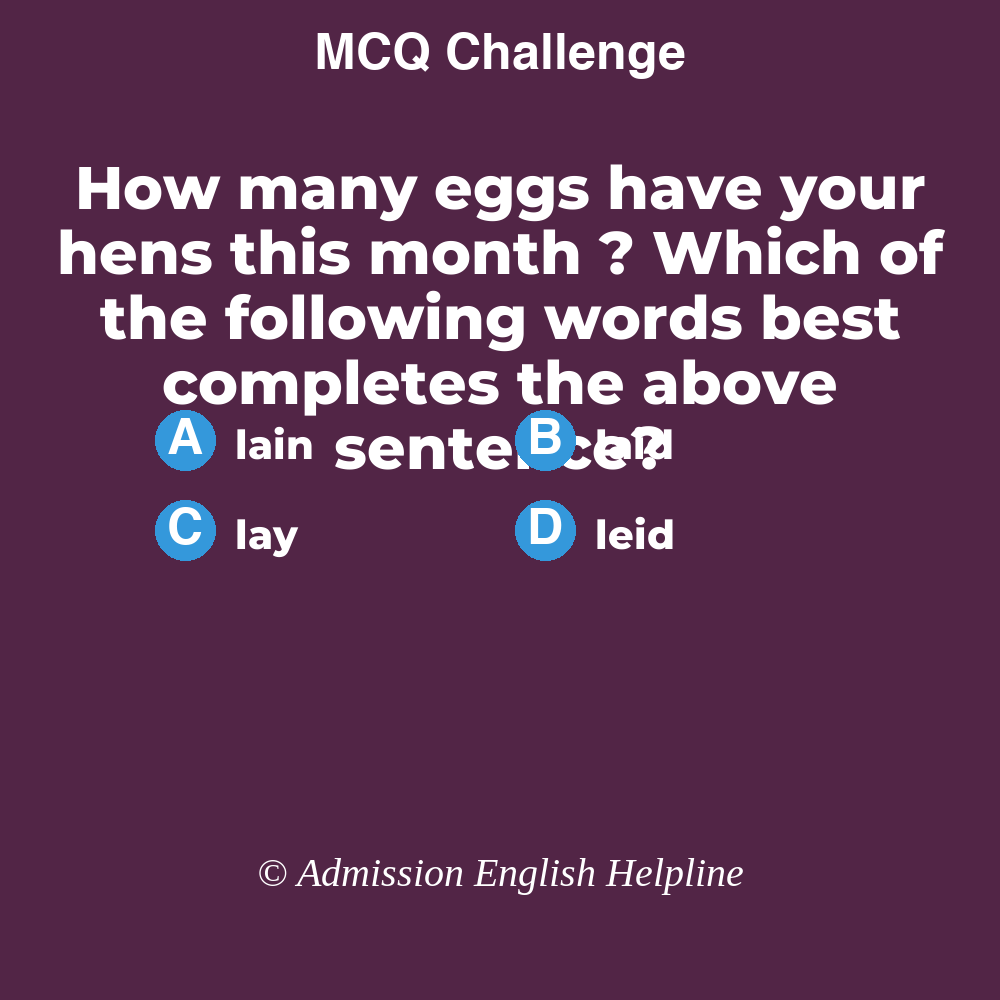 MCQ Challenge
How many eggs have your
hens this month ? Which of
the following words best
completes the above
sentence?
A lain
B laid
C lay
D leid
© Admission English Helpline